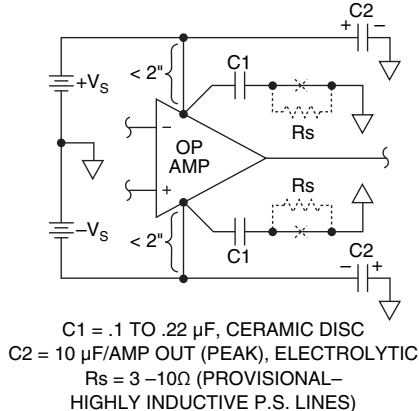 C2
+ −
< 2"
C1
+VS
Rs
−
OP
AMP
+
Rs
−VS
< 2"
C1
C2
− +
C1 = .1 TO .22 µF, CERAMIC DISC
C2 = 10 µF/AMP OUT (PEAK), ELECTROLYTIC
Rs = 3 –10Ω (PROVISIONAL–
HIGHLY INDUCTIVE P.S. LINES)